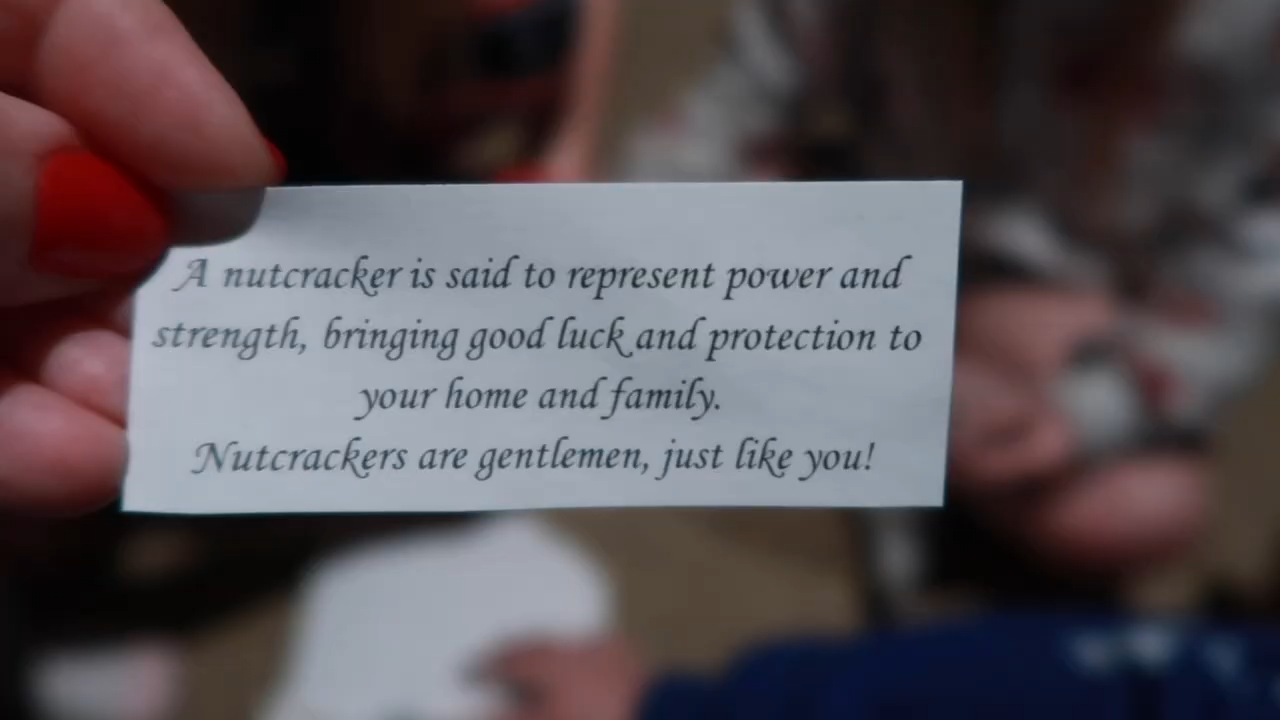 A nutcracker is said to represent power and
strength, bringing good luck and protection to
your home and family.
Nutcrackers are gentlemen, just like you!